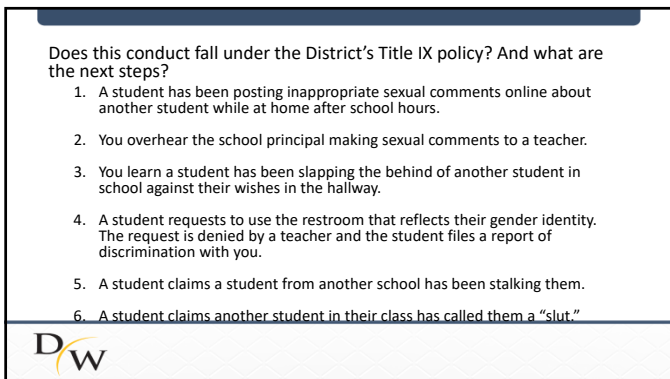 Does this conduct fall under the District's Title IX policy? And what are
the next steps?
1. A student has been posting inappropriate sexual comments online about
another student while at home after school hours.
2. You overhear the school principal making sexual comments to a teacher.
3. You learn a student has been slapping the behind of another student in
school against their wishes in the hallway.
4. A student requests to use the restroom that reflects their gender identity.
The request is denied by a teacher and the student files a report of
discrimination with you.
5. A student claims a student from another school has been stalking them.
6. A student claims another student in their class has called them a “slut.”
DW